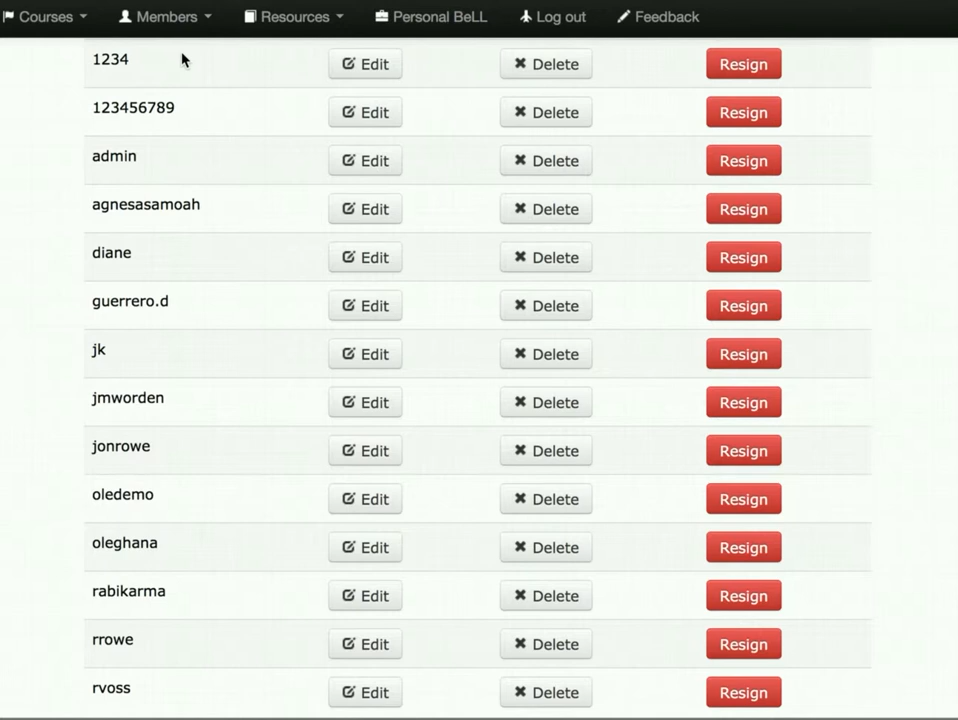 Courses Members Resources Personal BeLL Log out Feedback
1234 Edit Delete Resign
123456789 Edit Delete Resign
admin Edit Delete Resign
agnesasamoah Edit Delete Resign
diane Edit Delete Resign
guerrero.d Edit Delete Resign
jk Edit Delete Resign
jmworden Edit Delete Resign
jonrowe Edit Delete Resign
oledemo Edit Delete Resign
oleghana Edit Delete Resign
rabikarma Edit Delete Resign
rrowe Edit Delete Resign
rvoss Edit Delete Resign